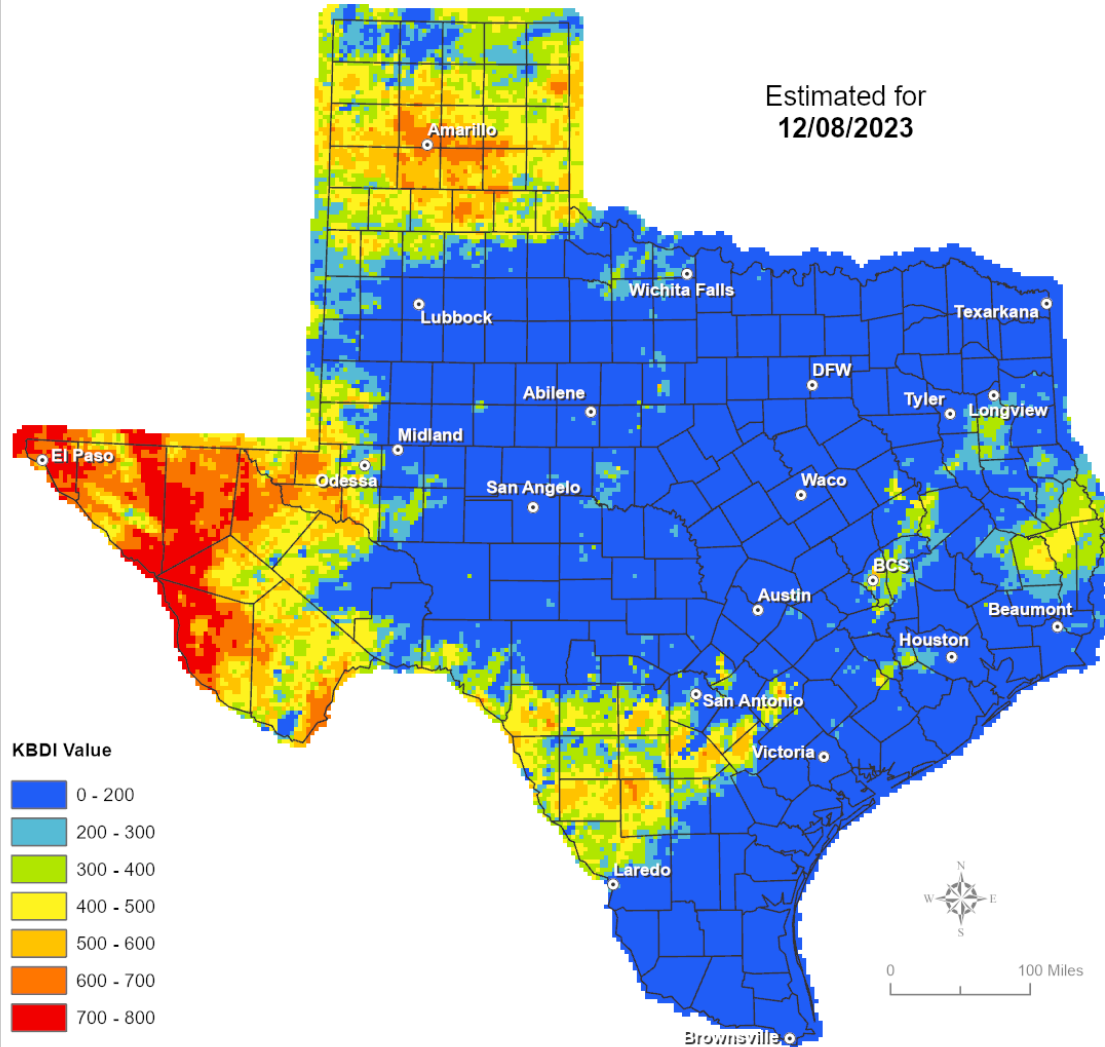 Estimated for
12/08/2023
Amarillo
Wichita Falls
Lubbock
Texarkana
DFW
Abilene
Tyler
Longview
Midland
El Paso
Odessa
San Angelo
Waco
BCS
Austin
Beaumont
Houston
San Antonio
Victoria
KBDI Value
0 - 200
200 - 300
300 - 400
400 - 500
500 - 600
600 - 700
700 - 800
Laredo
N
W E
S
0 100 Miles
Brownsville